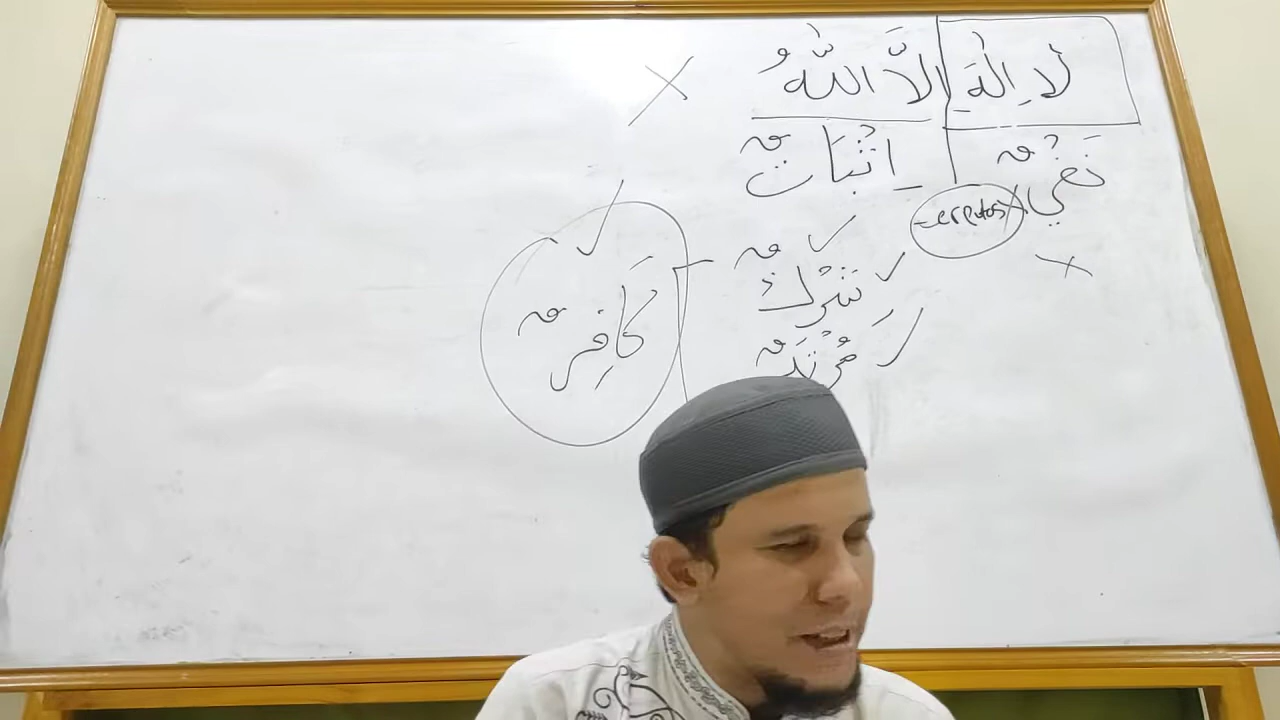 لَا اِلٰهَ اِلَّا اللّٰهُ
نَفْي اِثْبَات
شِرْك
مُرْتَد
كَافِر